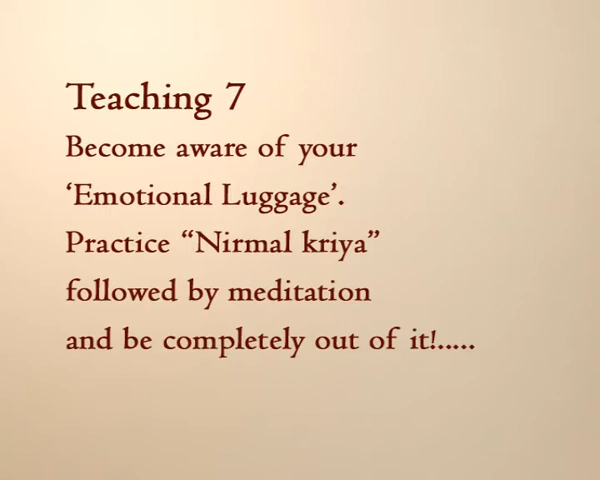 Teaching 7
Become aware of your
‘Emotional Luggage’.
Practice “Nirmal kriya”
followed by meditation
and be completely out of it!.....